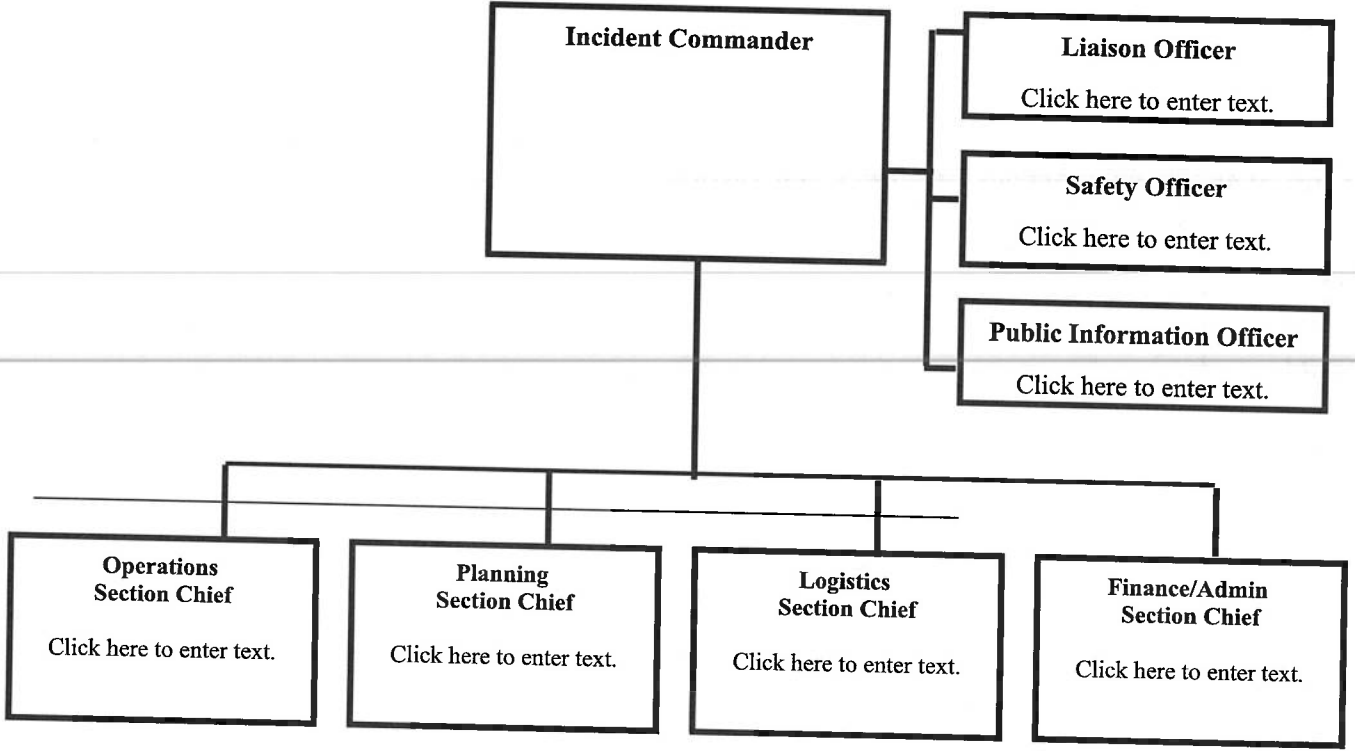 Incident Commander
Liaison Officer
Click here to enter text.
Safety Officer
Click here to enter text.
Public Information Officer
Click here to enter text.
Operations
Section Chief
Click here to enter text.
Planning
Section Chief
Click here to enter text.
Logistics
Section Chief
Click here to enter text.
Finance/Admin
Section Chief
Click here to enter text.